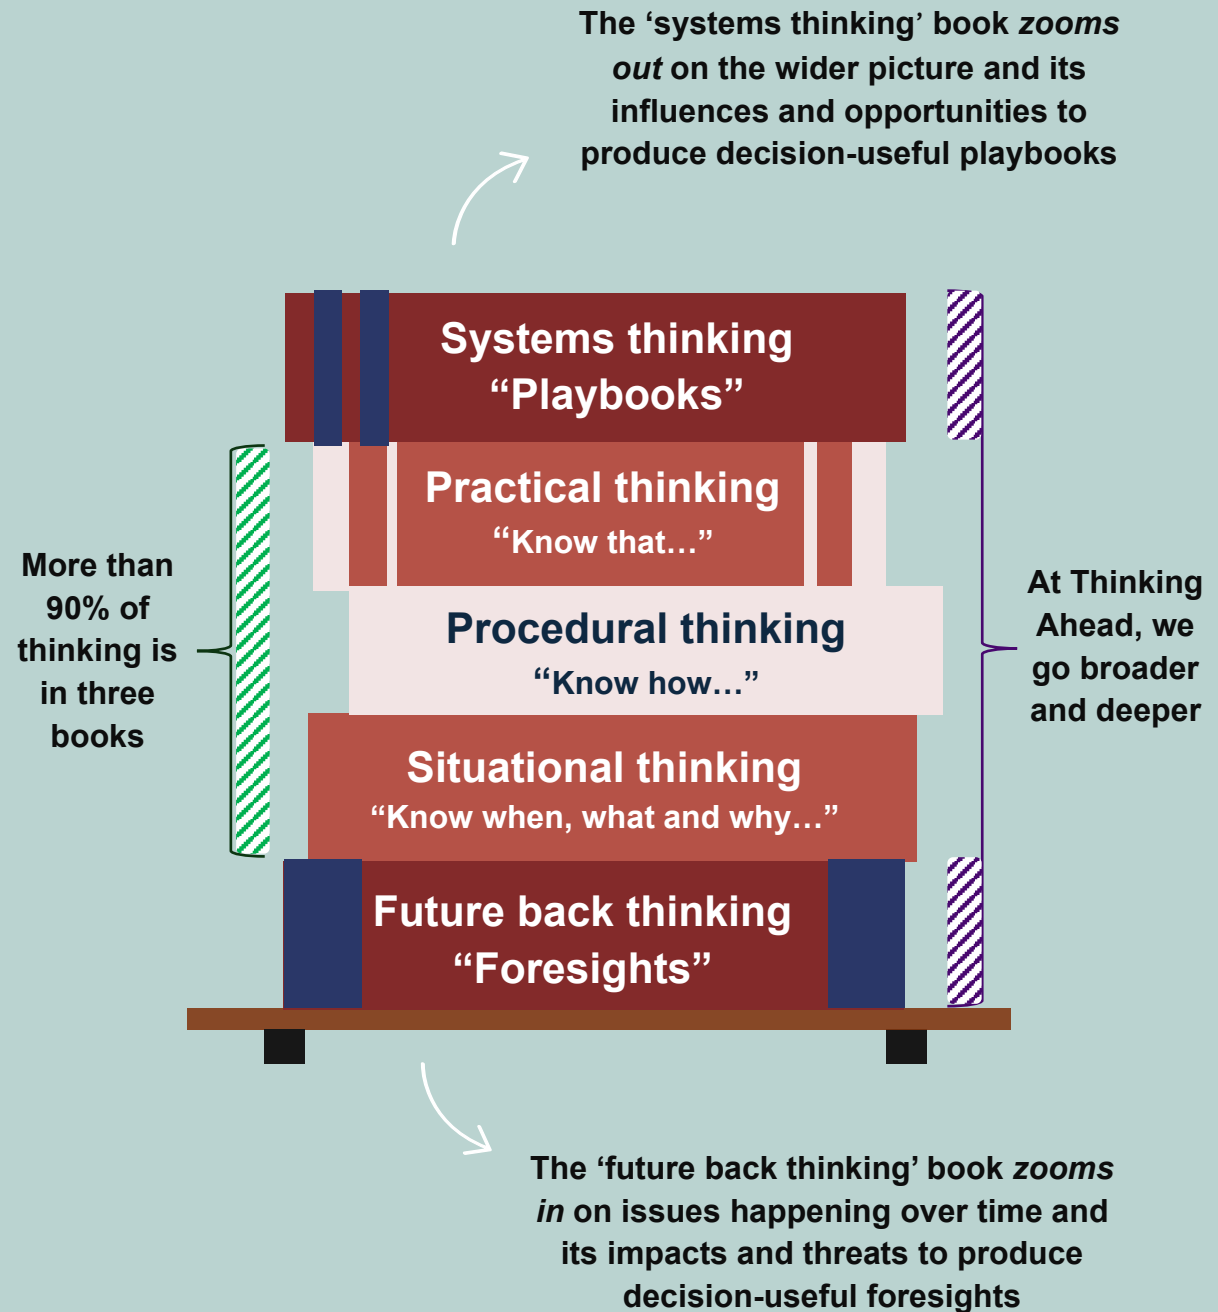 The ‘systems thinking’ book zooms
out on the wider picture and its
influences and opportunities to
produce decision-useful playbooks
Systems thinking
“Playbooks”
Practical thinking
“Know that…”
Procedural thinking
“Know how…”
Situational thinking
“Know when, what and why…”
Future back thinking
“Foresights”
More than
90% of
thinking is
in three
books
At Thinking
Ahead, we
go broader
and deeper
The ‘future back thinking’ book zooms
in on issues happening over time and
its impacts and threats to produce
decision-useful foresights